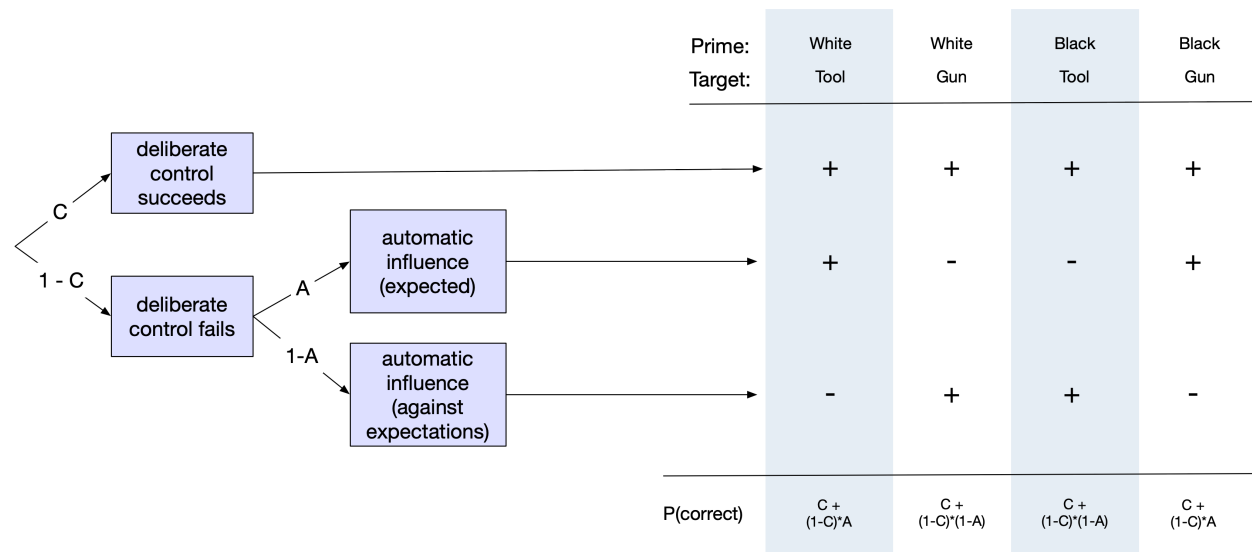 Prime: White White Black Black
Target: Tool Gun Tool Gun
deliberate
control
succeeds
+ + + +
C
automatic
influence
(expected)
+ - - +
1 - C
A
deliberate
control fails
1-A
automatic
influence
(against
expectations)
- + + -
P(correct)
C +
(1-C)*A
C +
(1-C)*(1-A)
C +
(1-C)*(1-A)
C +
(1-C)*A